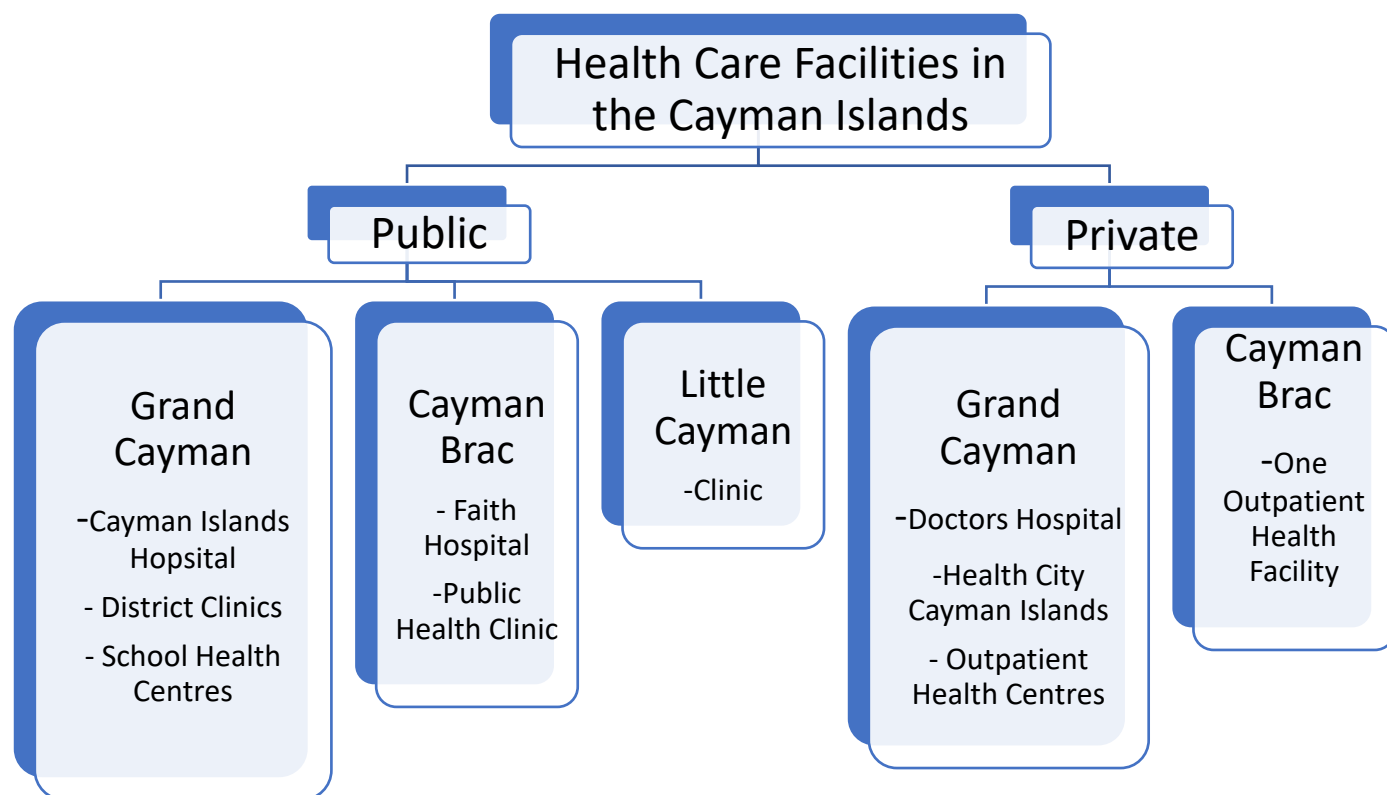 Health Care Facilities in
the Cayman Islands
Public
Private
Grand
Cayman
-Cayman Islands
Hopsital
- District Clinics
- School Health
Centres
Cayman
Brac
- Faith
Hospital
-Public
Health Clinic
Little
Cayman
-Clinic
Grand
Cayman
-Doctors Hospital
-Health City
Cayman Islands
- Outpatient
Health Centres
Cayman
Brac
-One
Outpatient
Health
Facility